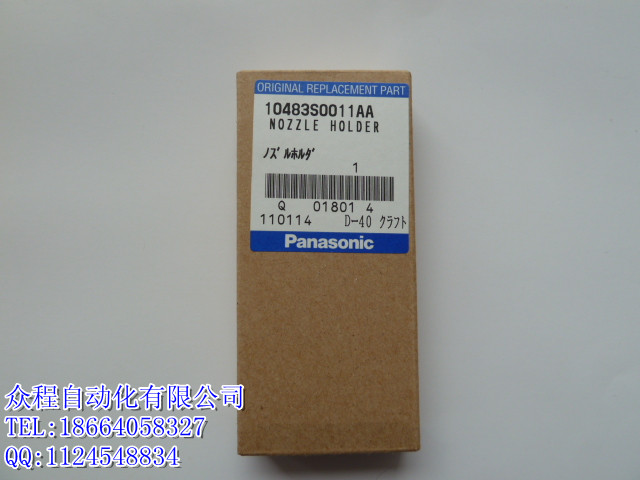 ORIGINAL REPLACEMENT PART
10483S0011AA
NOZZLE HOLDER
ﾉｽﾞﾙﾎﾙﾀﾞ
1
Q 01801 4
110114 D-40 クラフト
Panasonic
众程自动化有限公司
TEL:18664058327
QQ:1124548834